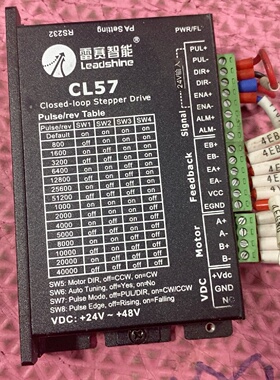 RS232
PA Setting
PWR/FL
雷赛智能
Leadshine
CL57
Closed-loop Stepper Drive
Pulse/rev Table
Pulse/rev SW1 SW2 SW3 SW4
Default on on on on
800 off on on on
1600 on off on on
3200 off off on on
6400 on on off on
12800 off on off on
25600 on off off on
51200 off off off on
1000 on on on off
2000 off on on off
4000 on off on off
5000 off off on off
8000 on on off off
10000 off on off off
20000 on off off off
40000 off off off off
SW5: Motor DIR, off=CCW, on=CW
SW6: Auto Tuning, on=Yes; on=No
SW7: Pulse Mode, off=PUL/DIR, on=CW/CCW
SW8: Pulse Edge, off=Rising, on=Falling
VDC: +24V ~ +48V
Signal
24V输入
PUL+
PUL-
DIR+
DIR-
ENA+
ENA-
ALM+
ALM-
Feedback
EB+
EB-
EA+
EA-
VCC
EGND
Motor
A+
A-
B+
B-
VDC
+Vdc
GND